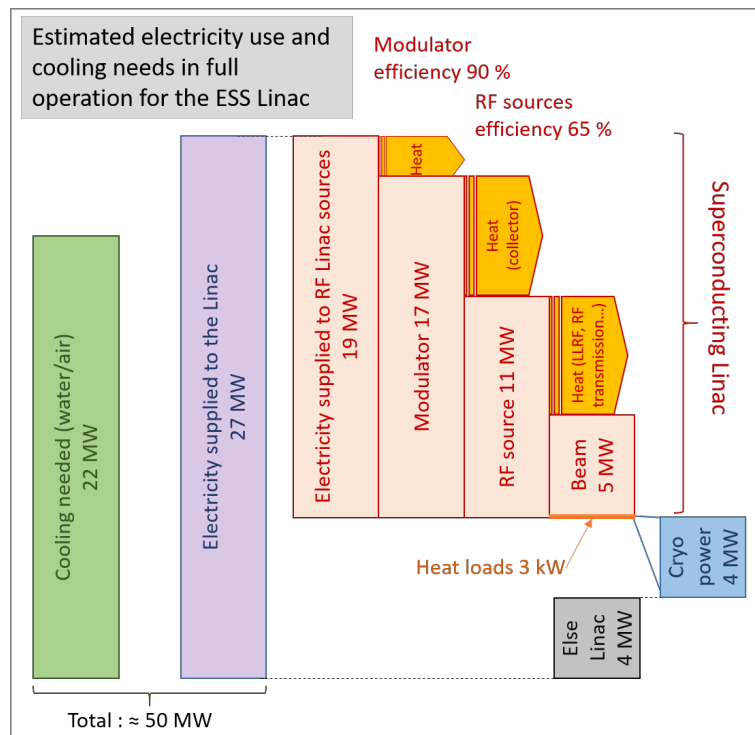 Estimated electricity use and
cooling needs in full
operation for the ESS Linac
Modulator
efficiency 90 %
RF sources
efficiency 65 %
Cooling needed (water/air)
22 MW
Electricity supplied to the Linac
27 MW
Electricity supplied to RF Linac sources
19 MW
Heat
Modulator 17 MW
Heat
(collector)
RF source 11 MW
Heat (LLRF, RF
transmission...)
Beam
5 MW
Superconducting Linac
Heat loads 3 kW
Cryo
power
4 MW
Else
Linac
4 MW
Total : ≈ 50 MW